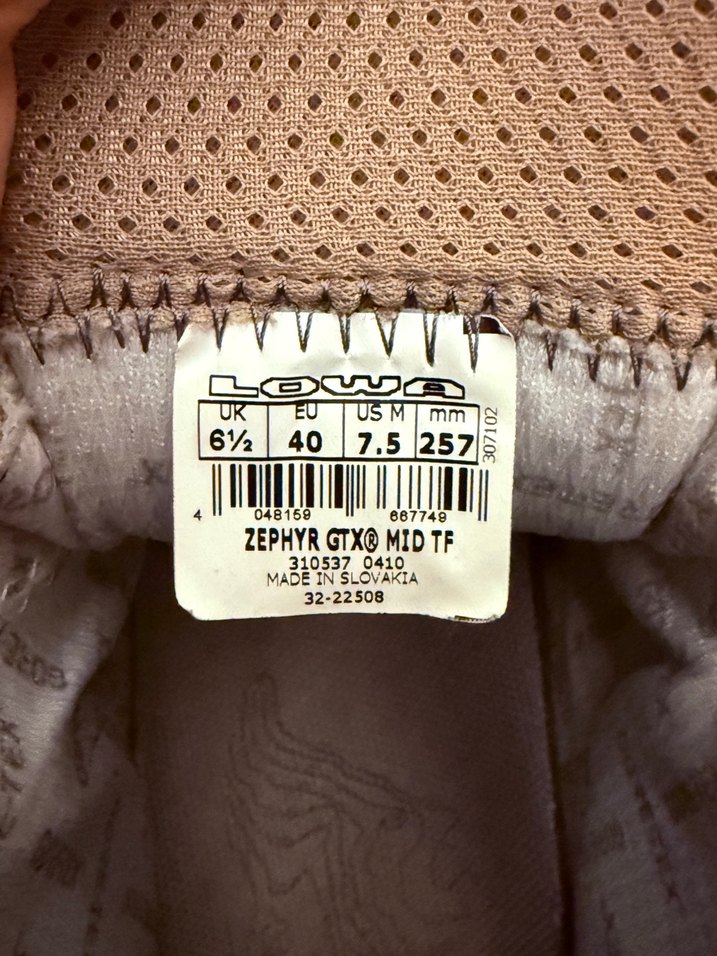 LOWA
UK EU US M mm
6½ 40 7.5 257
307102
4 048159 667749
ZEPHYR GTX® MID TF
310537 0410
MADE IN SLOVAKIA
32-22508